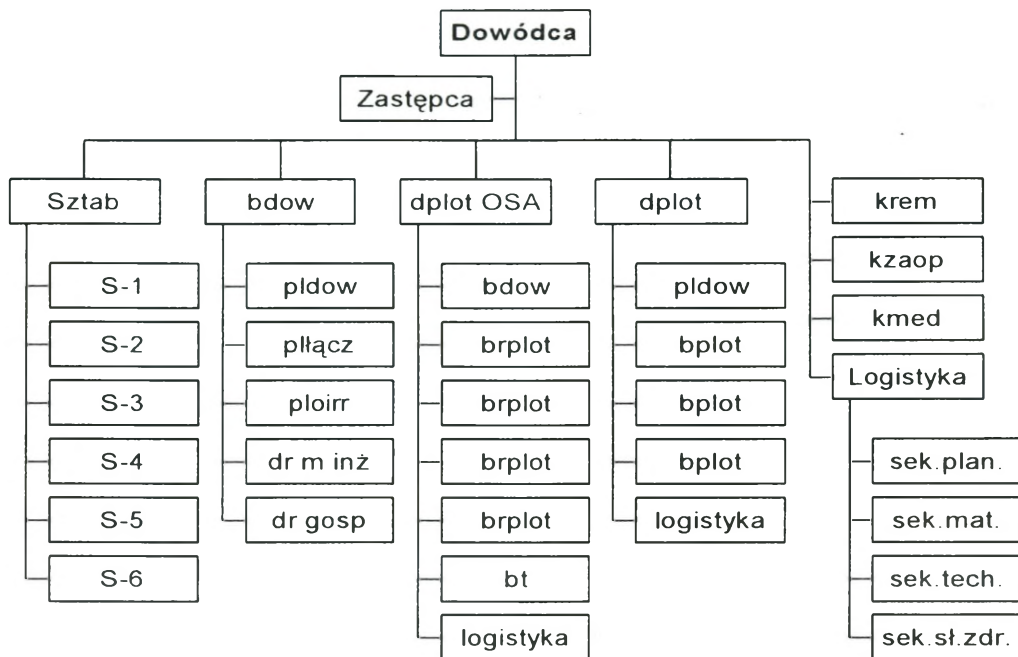 Dowódca
Zastępca
Sztab
S-1
S-2
S-3
S-4
S-5
S-6
bdow
pldow
plłącz
ploirr
dr m inż
dr gosp
dplot OSA
bdow
brplot
brplot
brplot
brplot
bt
logistyka
dplot
pldow
bplot
bplot
bplot
logistyka
krem
kzaop
kmed
Logistyka
sek.plan.
sek.mat.
sek.tech.
sek.sł.zdr.